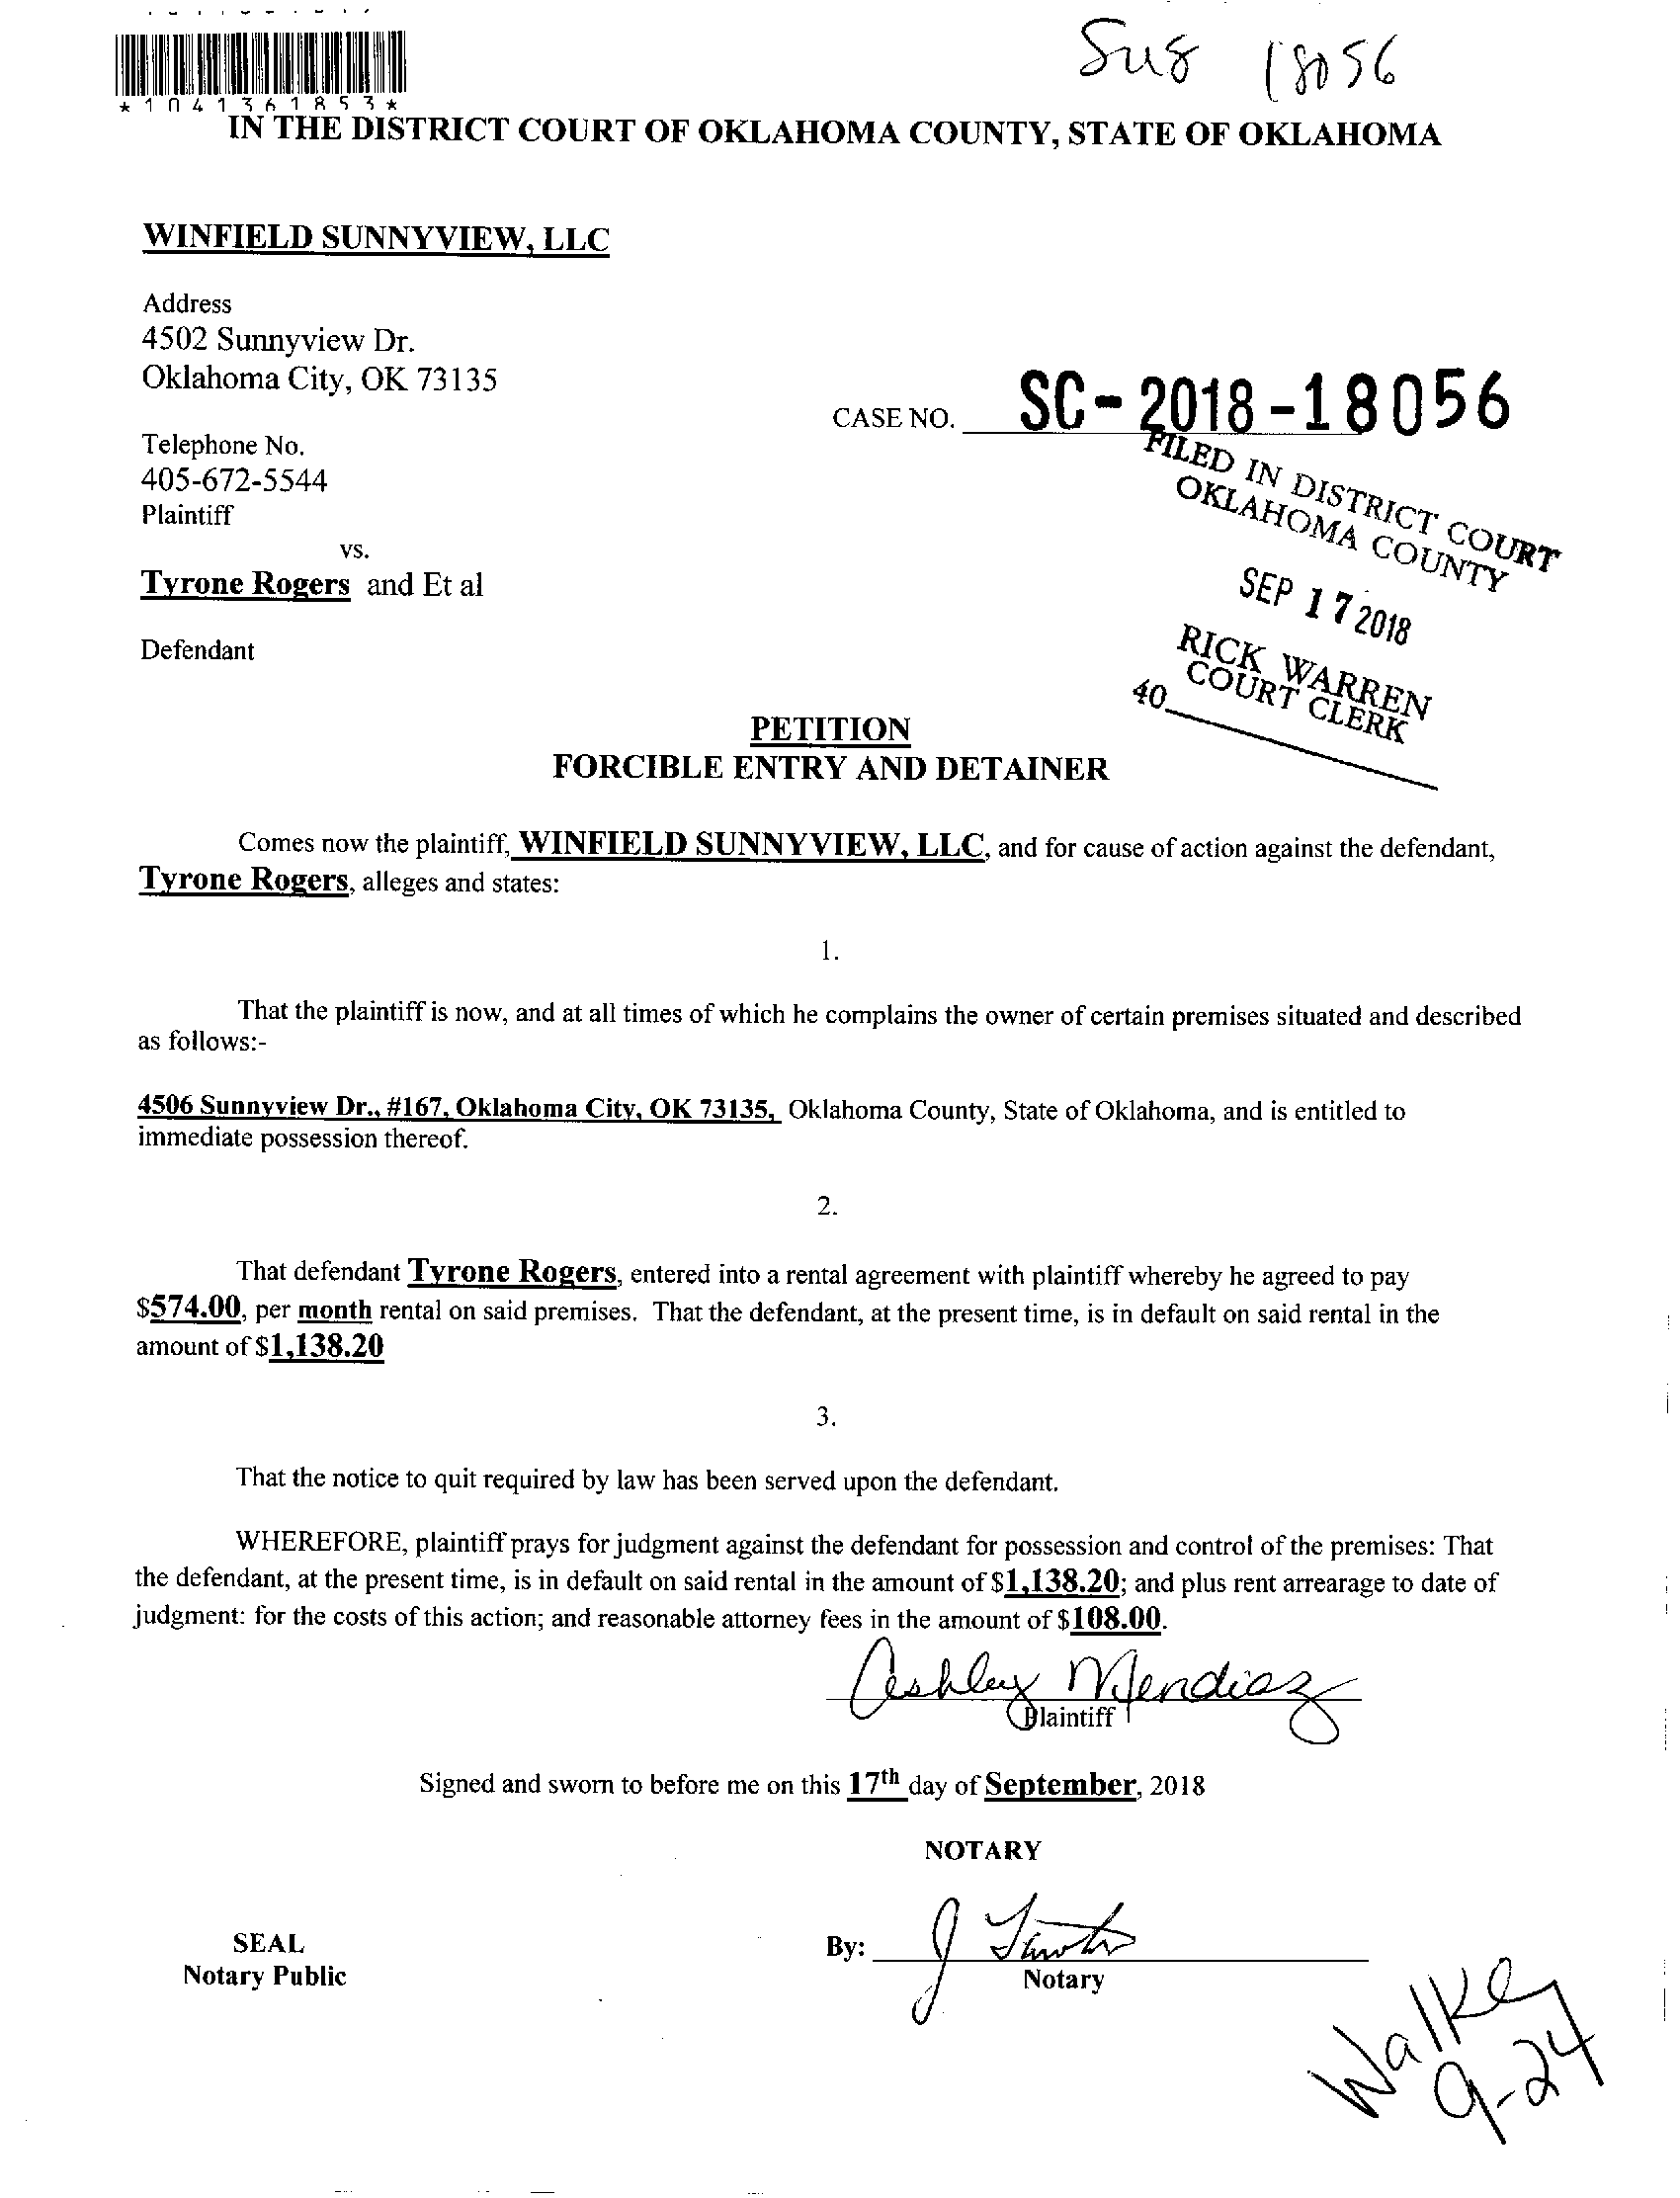 Su8 18056
*1041361853*
IN THE DISTRICT COURT OF OKLAHOMA COUNTY, STATE OF OKLAHOMA
WINFIELD SUNNYVIEW, LLC
Address
4502 Sunnyview Dr.
Oklahoma City, OK 73135
CASE NO. SC-2018-18056
Telephone No.
405-672-5544
Plaintiff
vs.
Tyrone Rogers and Et al
Defendant
FILED IN DISTRICT COURT
OKLAHOMA COUNTY
SEP 17 2018
RICK WARREN
COURT CLERK
40
PETITION
FORCIBLE ENTRY AND DETAINER
Comes now the plaintiff, WINFIELD SUNNYVIEW, LLC, and for cause of action against the defendant,
Tyrone Rogers, alleges and states:
1.
That the plaintiff is now, and at all times of which he complains the owner of certain premises situated and described
as follows:-
4506 Sunnyview Dr., #167, Oklahoma City, OK 73135, Oklahoma County, State of Oklahoma, and is entitled to
immediate possession thereof.
2.
That defendant Tyrone Rogers, entered into a rental agreement with plaintiff whereby he agreed to pay
$574.00, per month rental on said premises. That the defendant, at the present time, is in default on said rental in the
amount of $1,138.20
3.
That the notice to quit required by law has been served upon the defendant.
WHEREFORE, plaintiff prays for judgment against the defendant for possession and control of the premises: That
the defendant, at the present time, is in default on said rental in the amount of $1,138.20; and plus rent arrearage to date of
judgment: for the costs of this action; and reasonable attorney fees in the amount of $108.00.
Ashley Mendiaz
Plaintiff
Signed and sworn to before me on this 17th day of September, 2018
NOTARY
SEAL
Notary Public
By: J
Notary
Walke
9-24